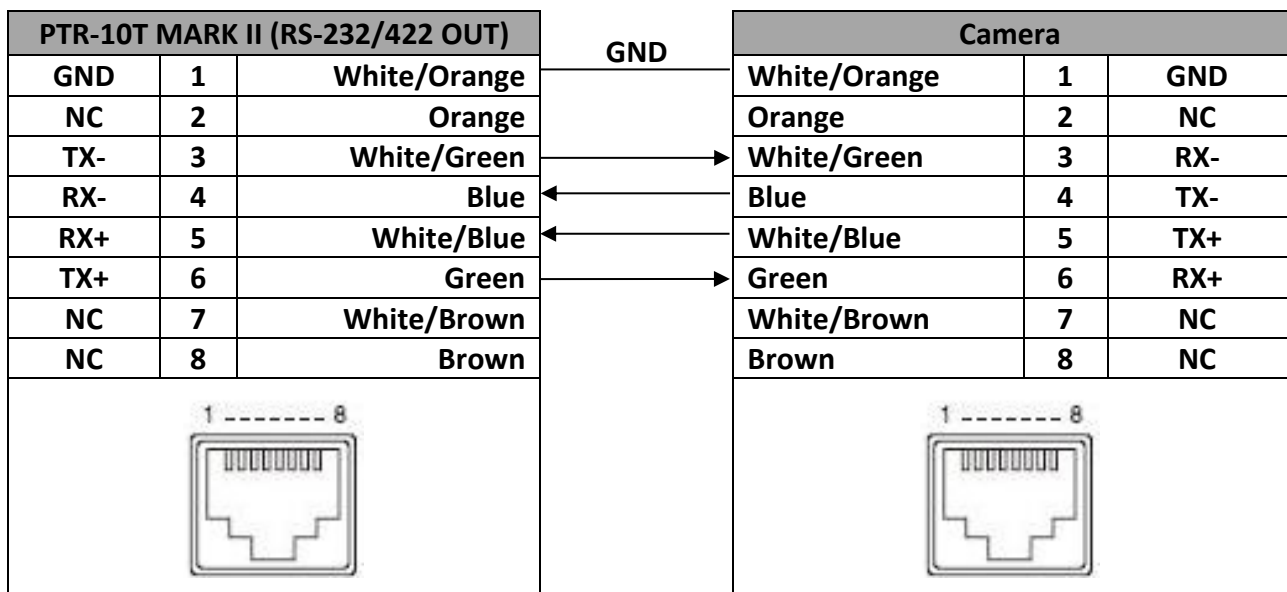 PTR-10T MARK II (RS-232/422 OUT) GND Camera
GND 1 White/Orange White/Orange 1 GND
NC 2 Orange Orange 2 NC
TX- 3 White/Green White/Green 3 RX-
RX- 4 Blue Blue 4 TX-
RX+ 5 White/Blue White/Blue 5 TX+
TX+ 6 Green Green 6 RX+
NC 7 White/Brown White/Brown 7 NC
NC 8 Brown Brown 8 NC
1 ------- 8 1 ------- 8